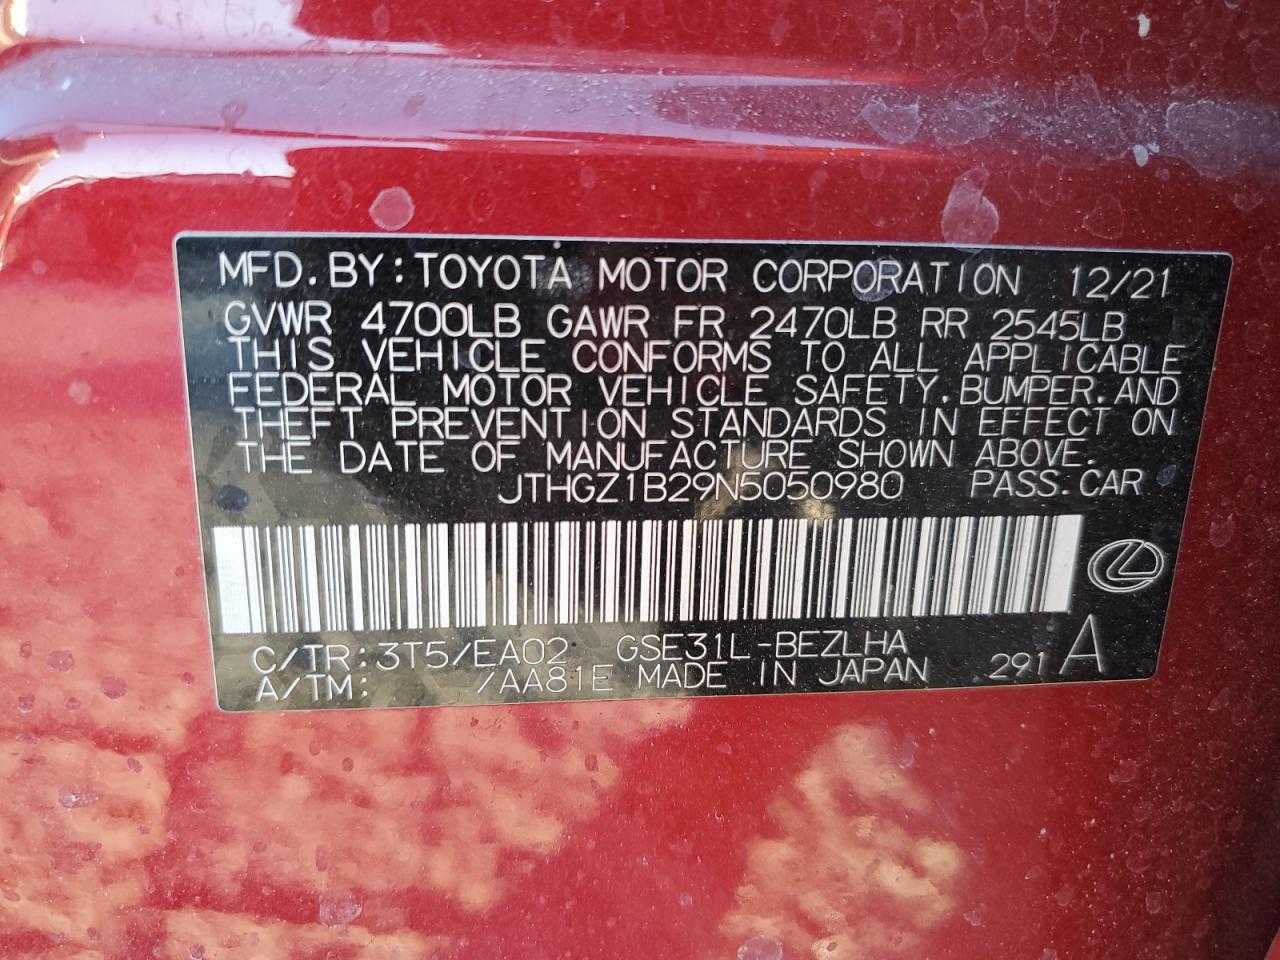 MFD.BY:TOYOTA MOTOR CORPORATION 12/21
GVWR 4700LB GAWR FR 2470LB RR 2545LB
THIS VEHICLE CONFORMS TO ALL APPLICABLE
FEDERAL MOTOR VEHICLE SAFETY.BUMPER.AND
THEFT PREVENTION STANDARDS IN EFFECT ON
THE DATE OF MANUFACTURE SHOWN ABOVE.
JTHGZ1B29N5050980 PASS.CAR
C/TR:3T5/EA02 GSE31L-BEZLHA
A/TM: /AA81E MADE IN JAPAN 291 A